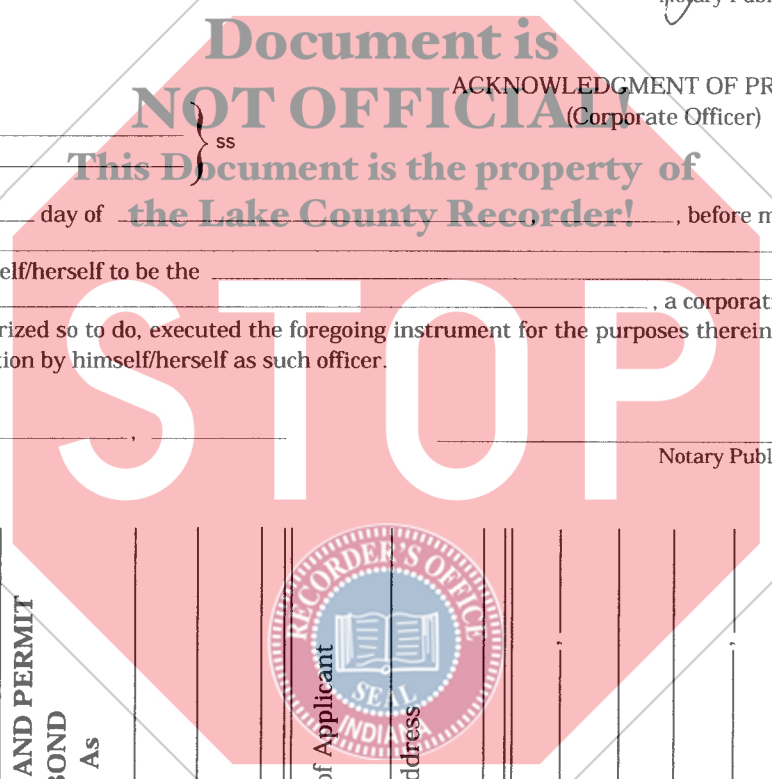 Document is
NOT OFFICIAL!
This Document is the property of
the Lake County Recorder!
STOP
RECORDER'S OFFICE
SEAL
INDIANA
ACKNOWLEDGMENT OF PR
(Corporate Officer)
ss
day of , , before m
elf/herself to be the
, a corporati
rized so to do, executed the foregoing instrument for the purposes therein
tion by himself/herself as such officer.
,
Notary Publ
AND PERMIT
BOND
As
of Applicant
ddress